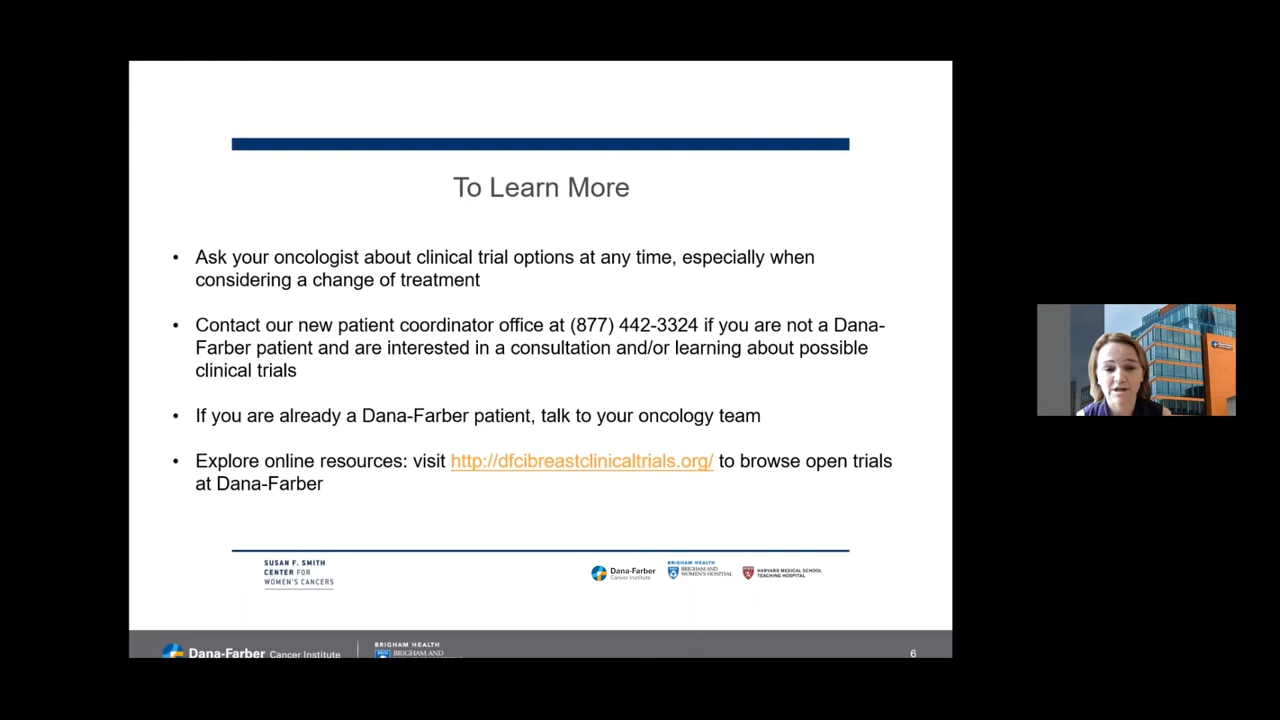 To Learn More
• Ask your oncologist about clinical trial options at any time, especially when
considering a change of treatment
• Contact our new patient coordinator office at (877) 442-3324 if you are not a Dana-
Farber patient and are interested in a consultation and/or learning about possible
clinical trials
• If you are already a Dana-Farber patient, talk to your oncology team
• Explore online resources: visit http://dfcibreastclinicaltrials.org/ to browse open trials
at Dana-Farber
SUSAN F. SMITH
CENTER FOR
WOMEN'S CANCERS
Dana-Farber
Cancer Institute
BRIGHAM HEALTH
BRIGHAM AND
WOMEN'S HOSPITAL
HARVARD MEDICAL SCHOOL
TEACHING HOSPITAL
Dana-Farber Cancer Institute
BRIGHAM HEALTH
BRIGHAM AND
6